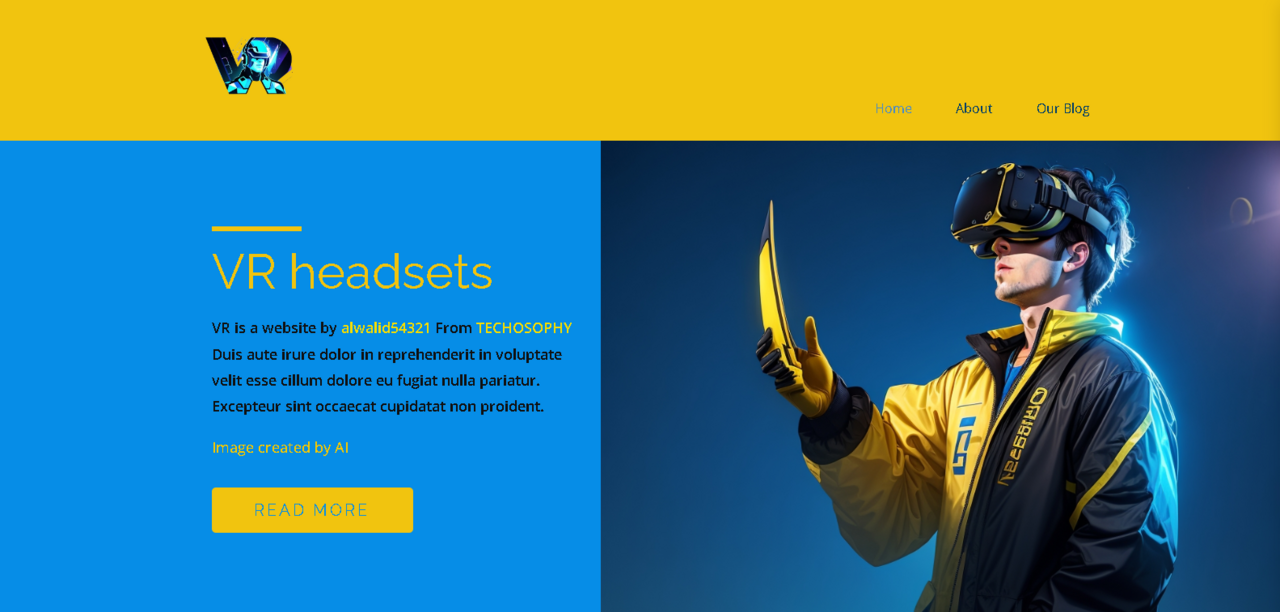 VR
Home About Our Blog
VR headsets
VR is a website by alwalid54321 From TECHOSOPHY
Duis aute irure dolor in reprehenderit in voluptate
velit esse cillum dolore eu fugiat nulla pariatur.
Excepteur sint occaecat cupidatat non proident.
Image created by AI
READ MORE